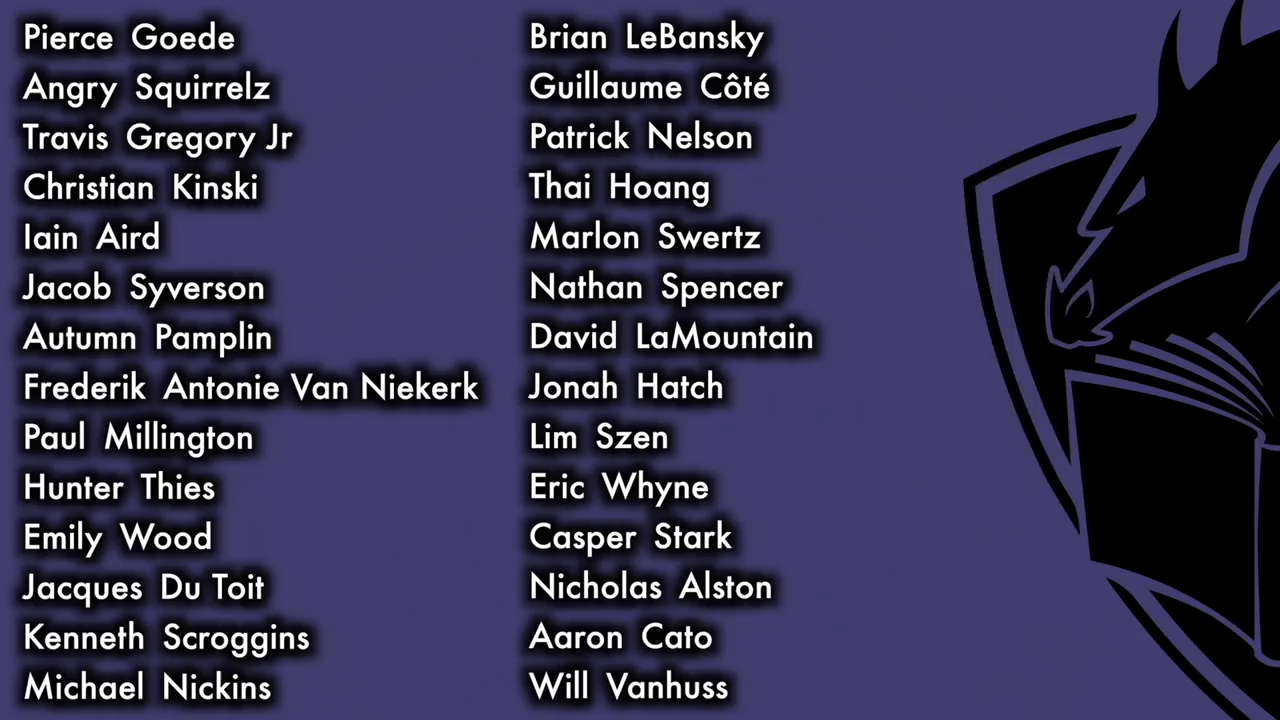 Pierce Goede
Angry Squirrelz
Travis Gregory Jr
Christian Kinski
Iain Aird
Jacob Syverson
Autumn Pamplin
Frederik Antonie Van Niekerk
Paul Millington
Hunter Thies
Emily Wood
Jacques Du Toit
Kenneth Scroggins
Michael Nickins
Brian LeBansky
Guillaume Côté
Patrick Nelson
Thai Hoang
Marlon Swertz
Nathan Spencer
David LaMountain
Jonah Hatch
Lim Szen
Eric Whyne
Casper Stark
Nicholas Alston
Aaron Cato
Will Vanhuss